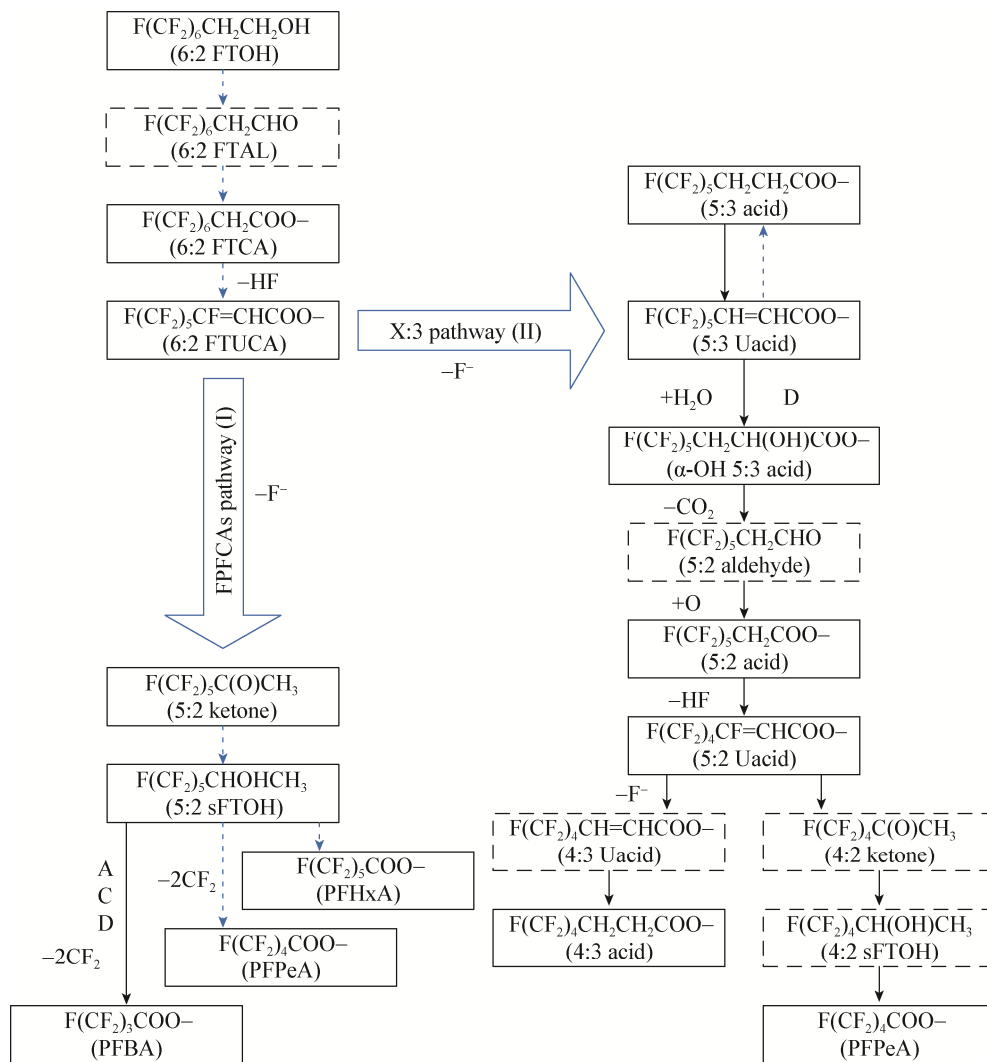 F(CF₂)₆CH₂CH₂OH
(6:2 FTOH)
F(CF₂)₆CH₂CHO
(6:2 FTAL)
F(CF₂)₆CH₂COO–
(6:2 FTCA)
–HF
F(CF₂)₅CF=CHCOO–
(6:2 FTUCA)
X:3 pathway (II)
–F⁻
FPFCAs pathway (I)
–F⁻
F(CF₂)₅C(O)CH₃
(5:2 ketone)
F(CF₂)₅CHOHCH₃
(5:2 sFTOH)
A
C
D
–2CF₂
–2CF₂
F(CF₂)₅COO–
(PFHxA)
F(CF₂)₄COO–
(PFPeA)
F(CF₂)₃COO–
(PFBA)
F(CF₂)₅CH₂CH₂COO–
(5:3 acid)
F(CF₂)₅CH=CHCOO–
(5:3 Uacid)
+H₂O D
F(CF₂)₅CH₂CH(OH)COO–
(α-OH 5:3 acid)
–CO₂
F(CF₂)₅CH₂CHO
(5:2 aldehyde)
+O
F(CF₂)₅CH₂COO–
(5:2 acid)
–HF
F(CF₂)₄CF=CHCOO–
(5:2 Uacid)
–F⁻
F(CF₂)₄CH=CHCOO–
(4:3 Uacid)
F(CF₂)₄CH₂CH₂COO–
(4:3 acid)
F(CF₂)₄C(O)CH₃
(4:2 ketone)
F(CF₂)₄CH(OH)CH₃
(4:2 sFTOH)
F(CF₂)₄COO–
(PFPeA)